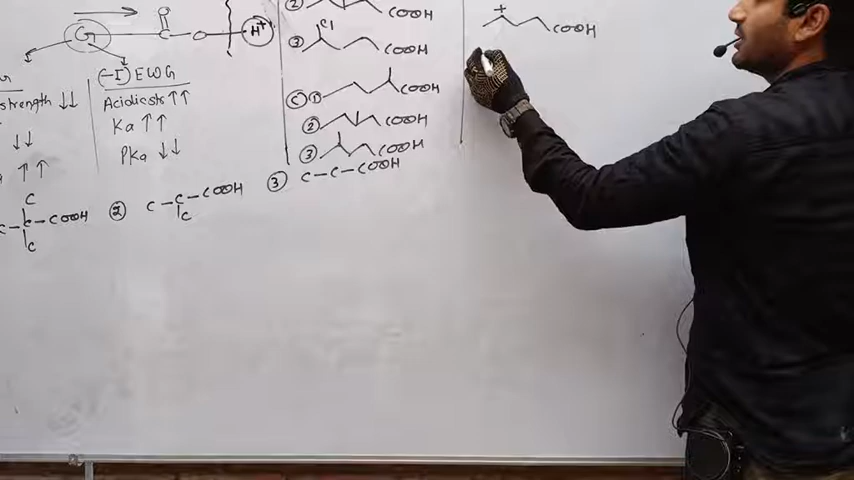 G C O H+
(-I) EWG
strength ↓↓
Acidicstr ↑↑
↓↓
Ka ↑↑
↑ ↑
PKa ↓↓
C
C-C-COOH
C
② C-C-COOH
C
③ C-C-COOH
② COOH
Cl
③ COOH
(C) ① COOH
② COOH
③ COOH
+
COOH